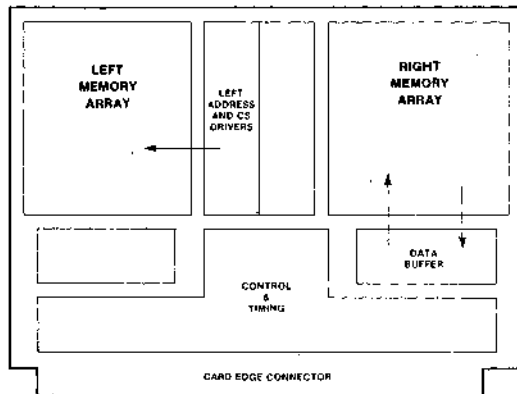 LEFT
MEMORY
ARRAY
LEFT
ADDRESS
AND CS
DRIVERS
RIGHT
MEMORY
ARRAY
DATA
BUFFER
CONTROL
&
TIMING
CARD EDGE CONNECTOR